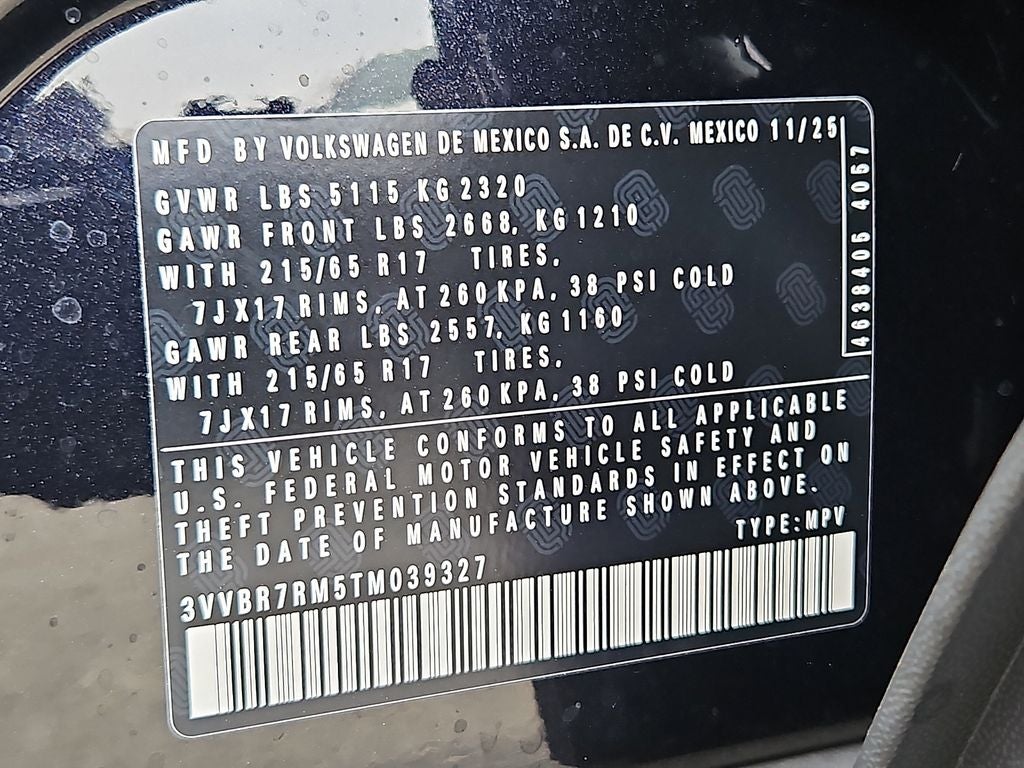 MFD BY VOLKSWAGEN DE MEXICO S.A. DE C.V. MEXICO 11/25
GVWR LBS 5115 KG 2320
GAWR FRONT LBS 2668, KG 1210
WITH 215/65 R17 TIRES,
7JX17 RIMS, AT 260 KPA, 38 PSI COLD
GAWR REAR LBS 2557, KG 1160
WITH 215/65 R17 TIRES,
7JX17 RIMS, AT 260 KPA, 38 PSI COLD
4638405 4067
THIS VEHICLE CONFORMS TO ALL APPLICABLE
U.S. FEDERAL MOTOR VEHICLE SAFETY AND
THEFT PREVENTION STANDARDS IN EFFECT ON
THE DATE OF MANUFACTURE SHOWN ABOVE.
TYPE:MPV
3VVBR7RM5TM039327